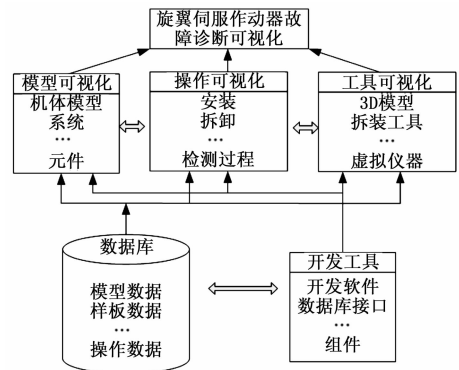 旋翼伺服作动器故
障诊断可视化
模型可视化
机体模型
系统
…
元件
操作可视化
安装
拆卸
…
检测过程
工具可视化
3D模型
拆装工具
…
虚拟仪器
数据库
模型数据
样板数据
…
操作数据
开发工具
开发软件
数据库接口
…
组件